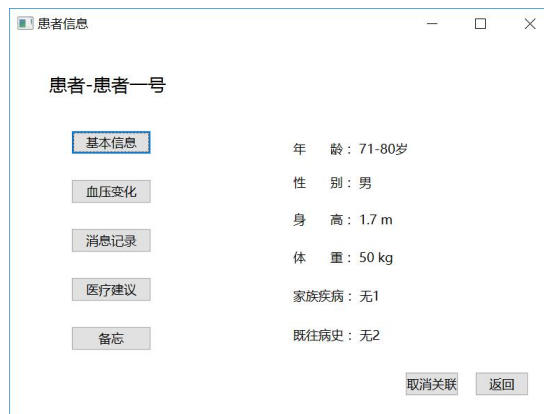 患者信息
患者-患者一号
基本信息
血压变化
消息记录
医疗建议
备忘
年 龄：71-80岁
性 别：男
身 高：1.7 m
体 重：50 kg
家族疾病：无1
既往病史：无2
取消关联
返回